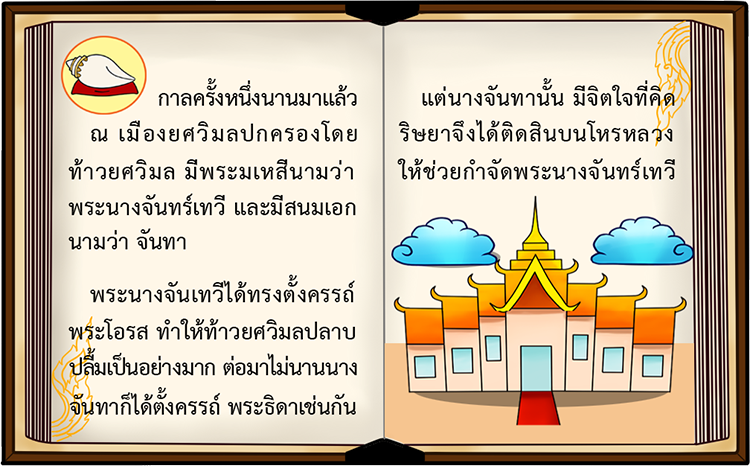 กาลครั้งหนึ่งนานมาแล้ว
ณ เมืองยศวิมลปกครองโดย
ท้าวยศวิมล มีพระมเหสีนามว่า
พระนางจันทร์เทวี และมีสนมเอก
นามว่า จันทา
พระนางจันเทวีได้ทรงตั้งครรถ์
พระโอรส ทำให้ท้าวยศวิมลปลาบ
ปลื้มเป็นอย่างมาก ต่อมาไม่นานนาง
จันทาก็ได้ตั้งครรถ์ พระธิดาเช่นกัน
แต่นางจันทานั้น มีจิตใจที่คิด
ริษยาจึงได้ติดสินบนโหรหลวง
ให้ช่วยกำจัดพระนางจันทร์เทวี